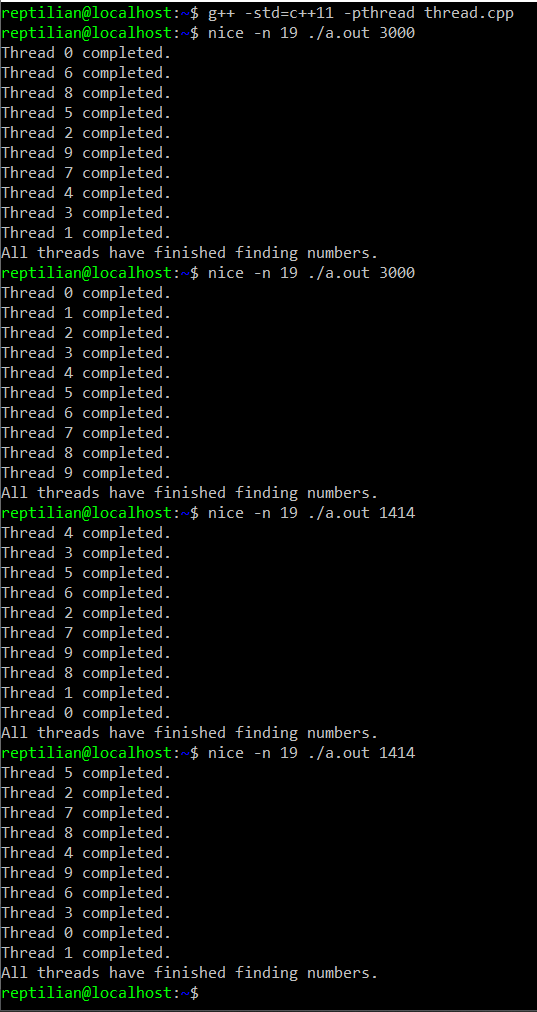 reptilian@localhost:~$ g++ -std=c++11 -pthread thread.cpp
reptilian@localhost:~$ nice -n 19 ./a.out 3000
Thread 0 completed.
Thread 6 completed.
Thread 8 completed.
Thread 5 completed.
Thread 2 completed.
Thread 9 completed.
Thread 7 completed.
Thread 4 completed.
Thread 3 completed.
Thread 1 completed.
All threads have finished finding numbers.
reptilian@localhost:~$ nice -n 19 ./a.out 3000
Thread 0 completed.
Thread 1 completed.
Thread 2 completed.
Thread 3 completed.
Thread 4 completed.
Thread 5 completed.
Thread 6 completed.
Thread 7 completed.
Thread 8 completed.
Thread 9 completed.
All threads have finished finding numbers.
reptilian@localhost:~$ nice -n 19 ./a.out 1414
Thread 4 completed.
Thread 3 completed.
Thread 5 completed.
Thread 6 completed.
Thread 2 completed.
Thread 7 completed.
Thread 9 completed.
Thread 8 completed.
Thread 1 completed.
Thread 0 completed.
All threads have finished finding numbers.
reptilian@localhost:~$ nice -n 19 ./a.out 1414
Thread 5 completed.
Thread 2 completed.
Thread 7 completed.
Thread 8 completed.
Thread 4 completed.
Thread 9 completed.
Thread 6 completed.
Thread 3 completed.
Thread 0 completed.
Thread 1 completed.
All threads have finished finding numbers.
reptilian@localhost:~$